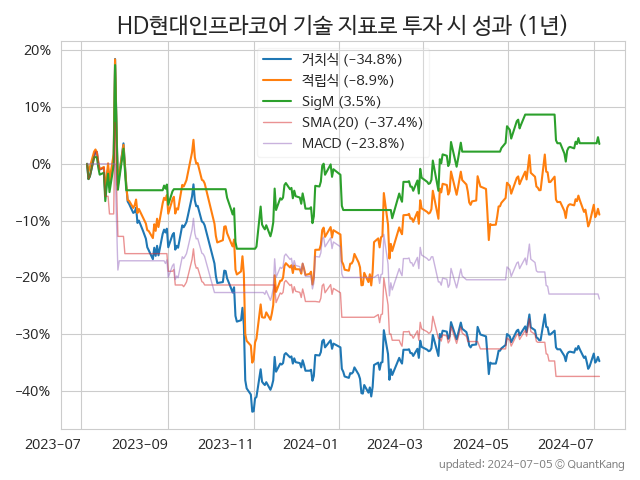 HD현대인프라코어 기술 지표로 투자 시 성과 (1년)
거치식 (−34.8%)
적립식 (−8.9%)
SigM (3.5%)
SMA(20) (−37.4%)
MACD (−23.8%)
20%
10%
0%
−10%
−20%
−30%
−40%
2023-07
2023-09
2023-11
2024-01
2024-03
2024-05
2024-07
updated: 2024-07-05 © QuantKang